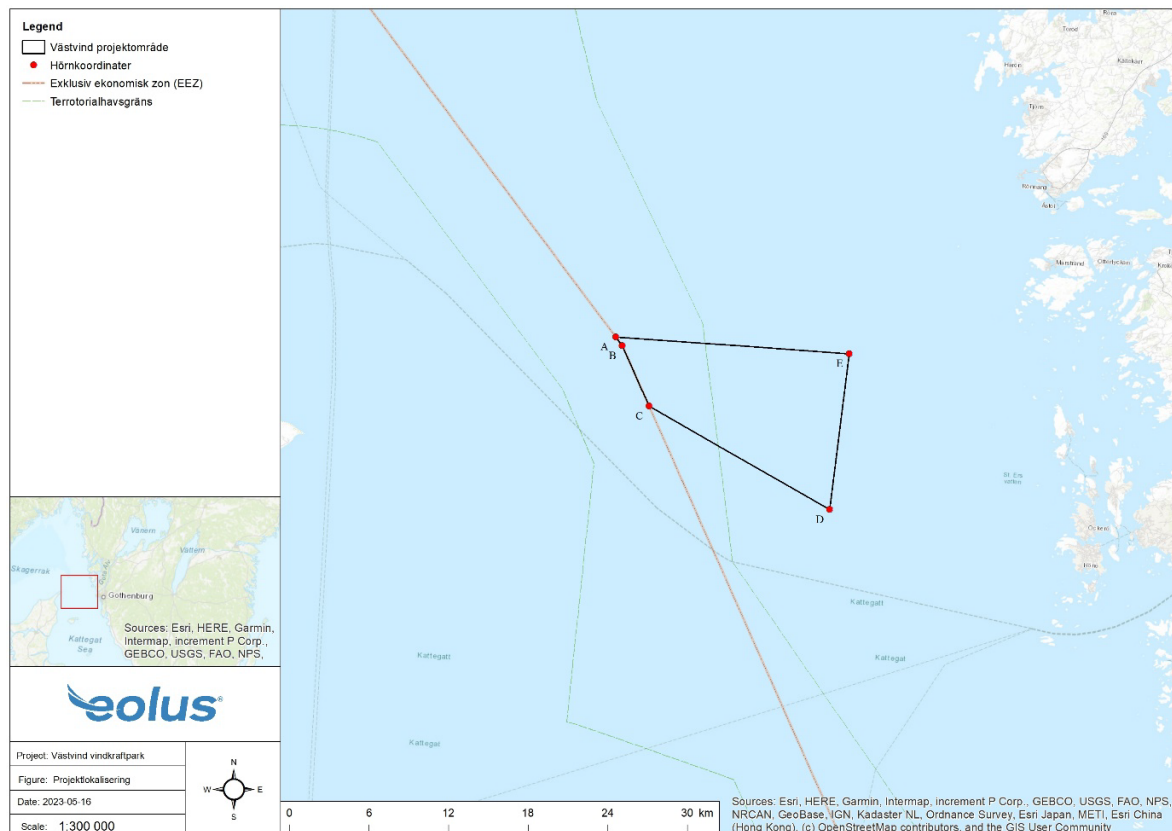 Legend
Västvind projektområde
Hörnkoordinater
Exklusiv ekonomisk zon (EEZ)
Terrotorialhavsgräns
Vänern
Vättern
Skagerrak
Gothenburg
Kattegat
Sea
Sources: Esri, HERE, Garmin,
Intermap, increment P Corp.,
GEBCO, USGS, FAO, NPS,
eolus®
Project: Västvind vindkraftpark
Figure: Projektlokalisering
Date: 2023-05-16
Scale: 1:300 000
N
W
E
S
A
B
C
D
E
Marstrand
Kattegatt
Kattegat
Kattegatt
Kattegat
0 6 12 18 24 30 km
Sources: Esri, HERE, Garmin, Intermap, increment P Corp., GEBCO, USGS, FAO, NPS,
NRCAN, GeoBase, IGN, Kadaster NL, Ordnance Survey, Esri Japan, METI, Esri China
(Hong Kong), (c) OpenStreetMap contributors, and the GIS User Community